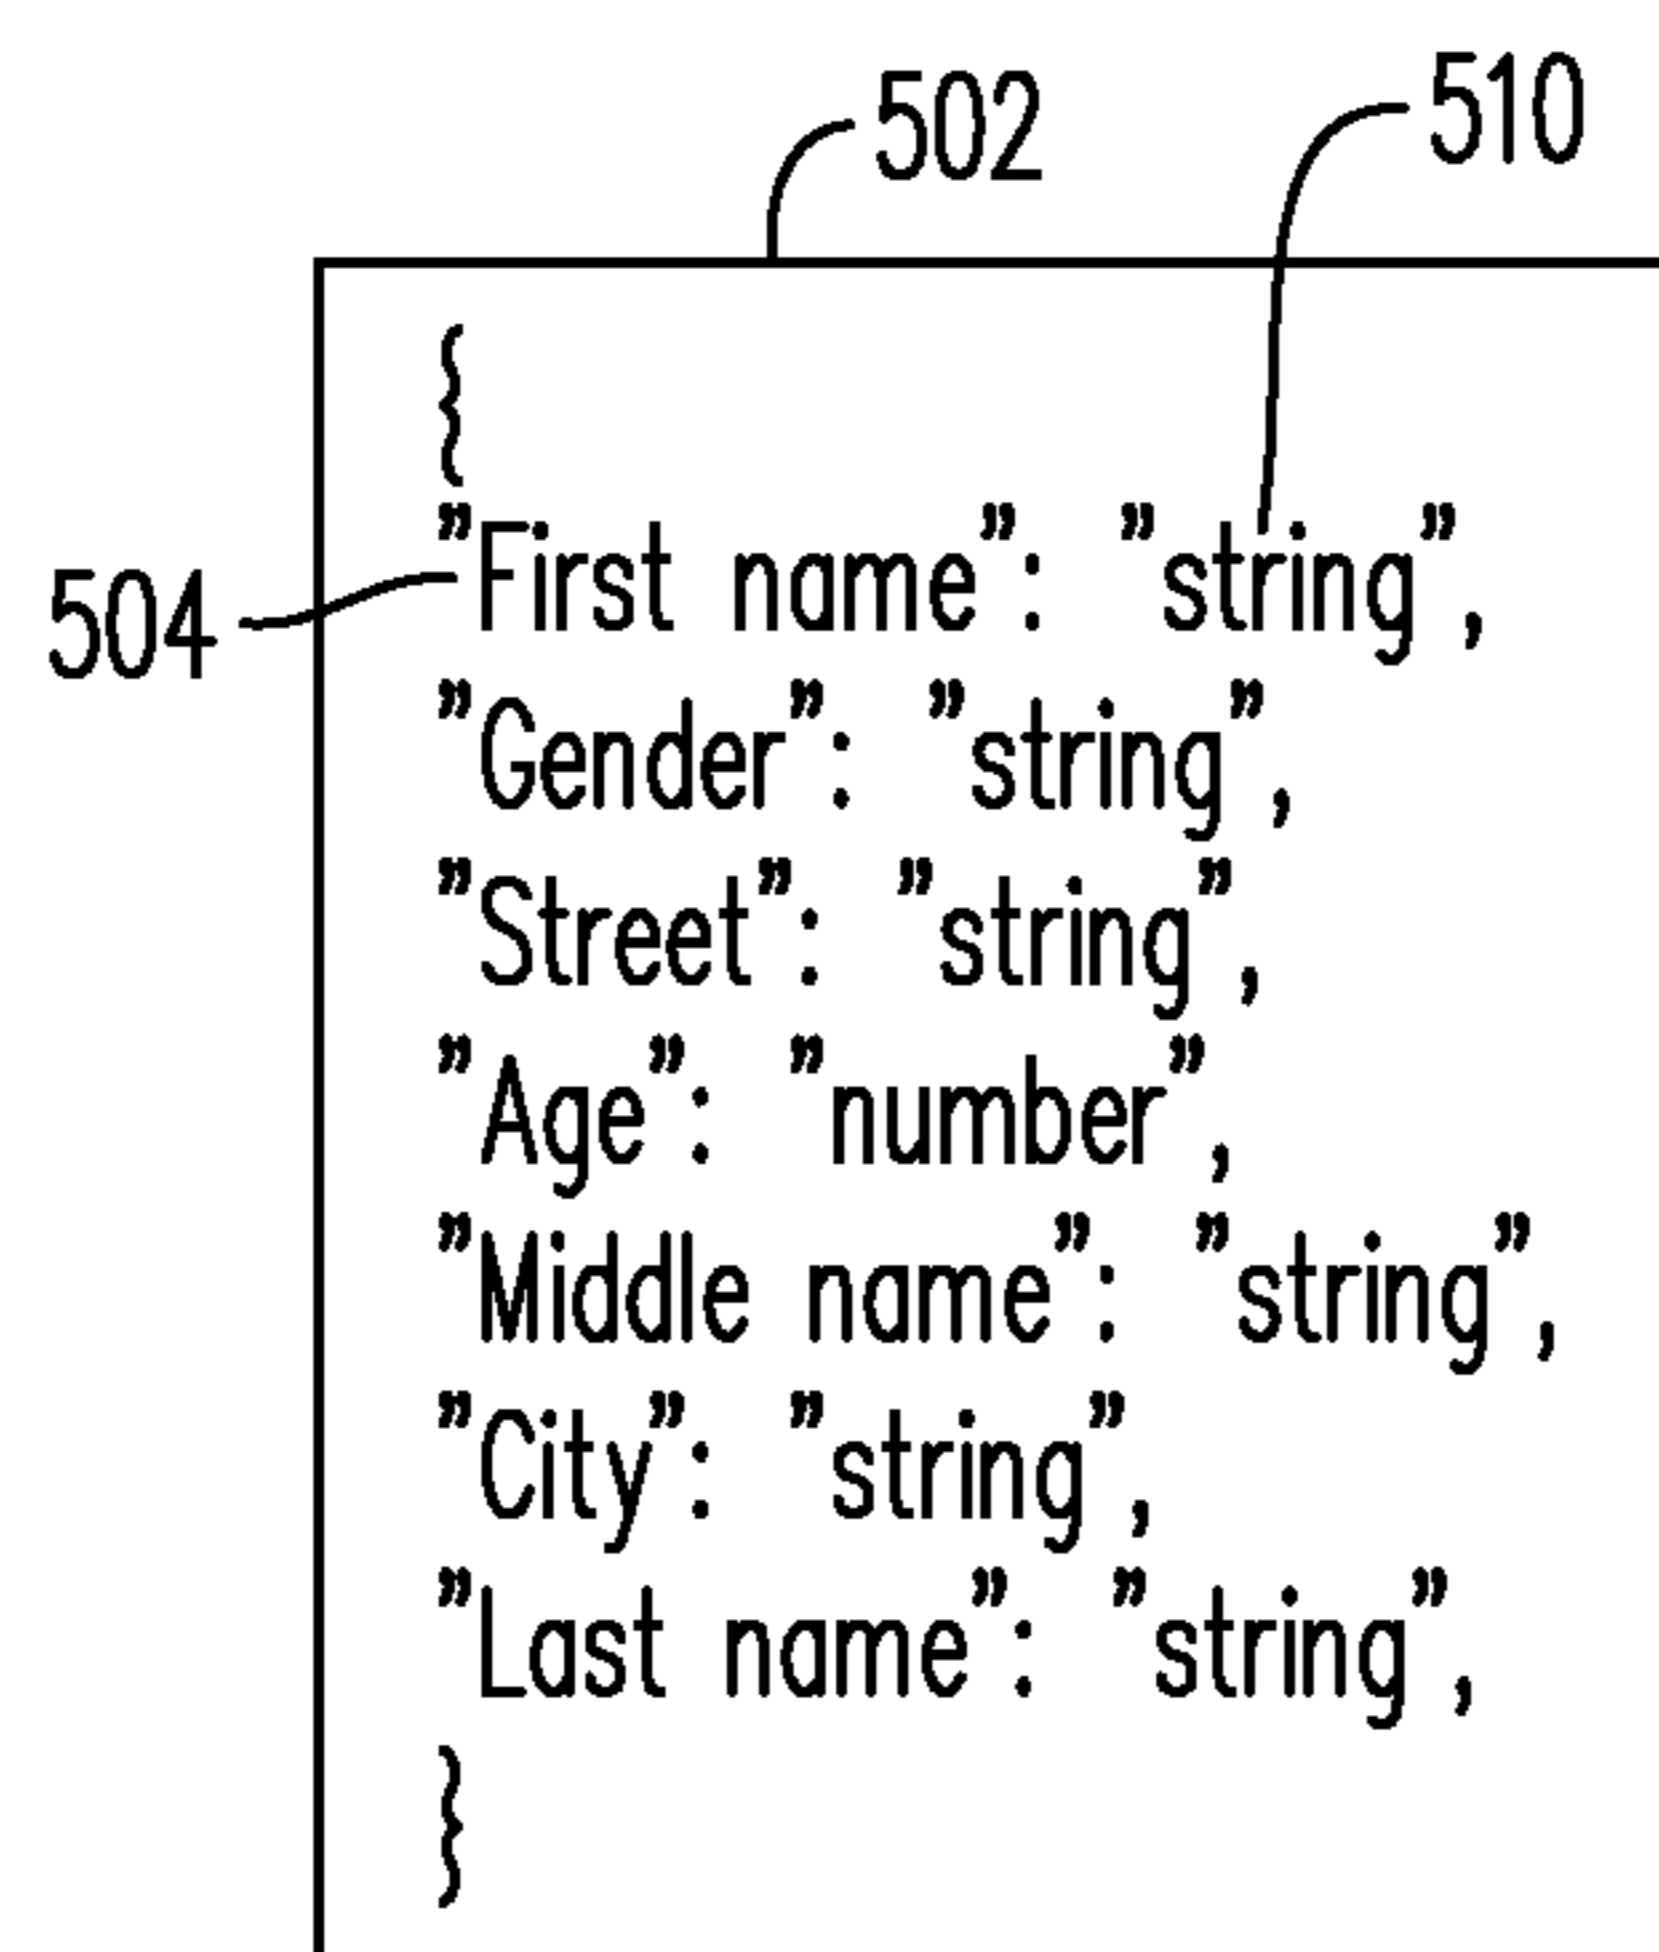 502
510
{
504
”First name”: ”string”,
”Gender”: ”string”,
”Street”: ”string”,
”Age”: ”number”,
”Middle name”: ”string”,
”City”: ”string”,
”Last name”: ”string”,
}